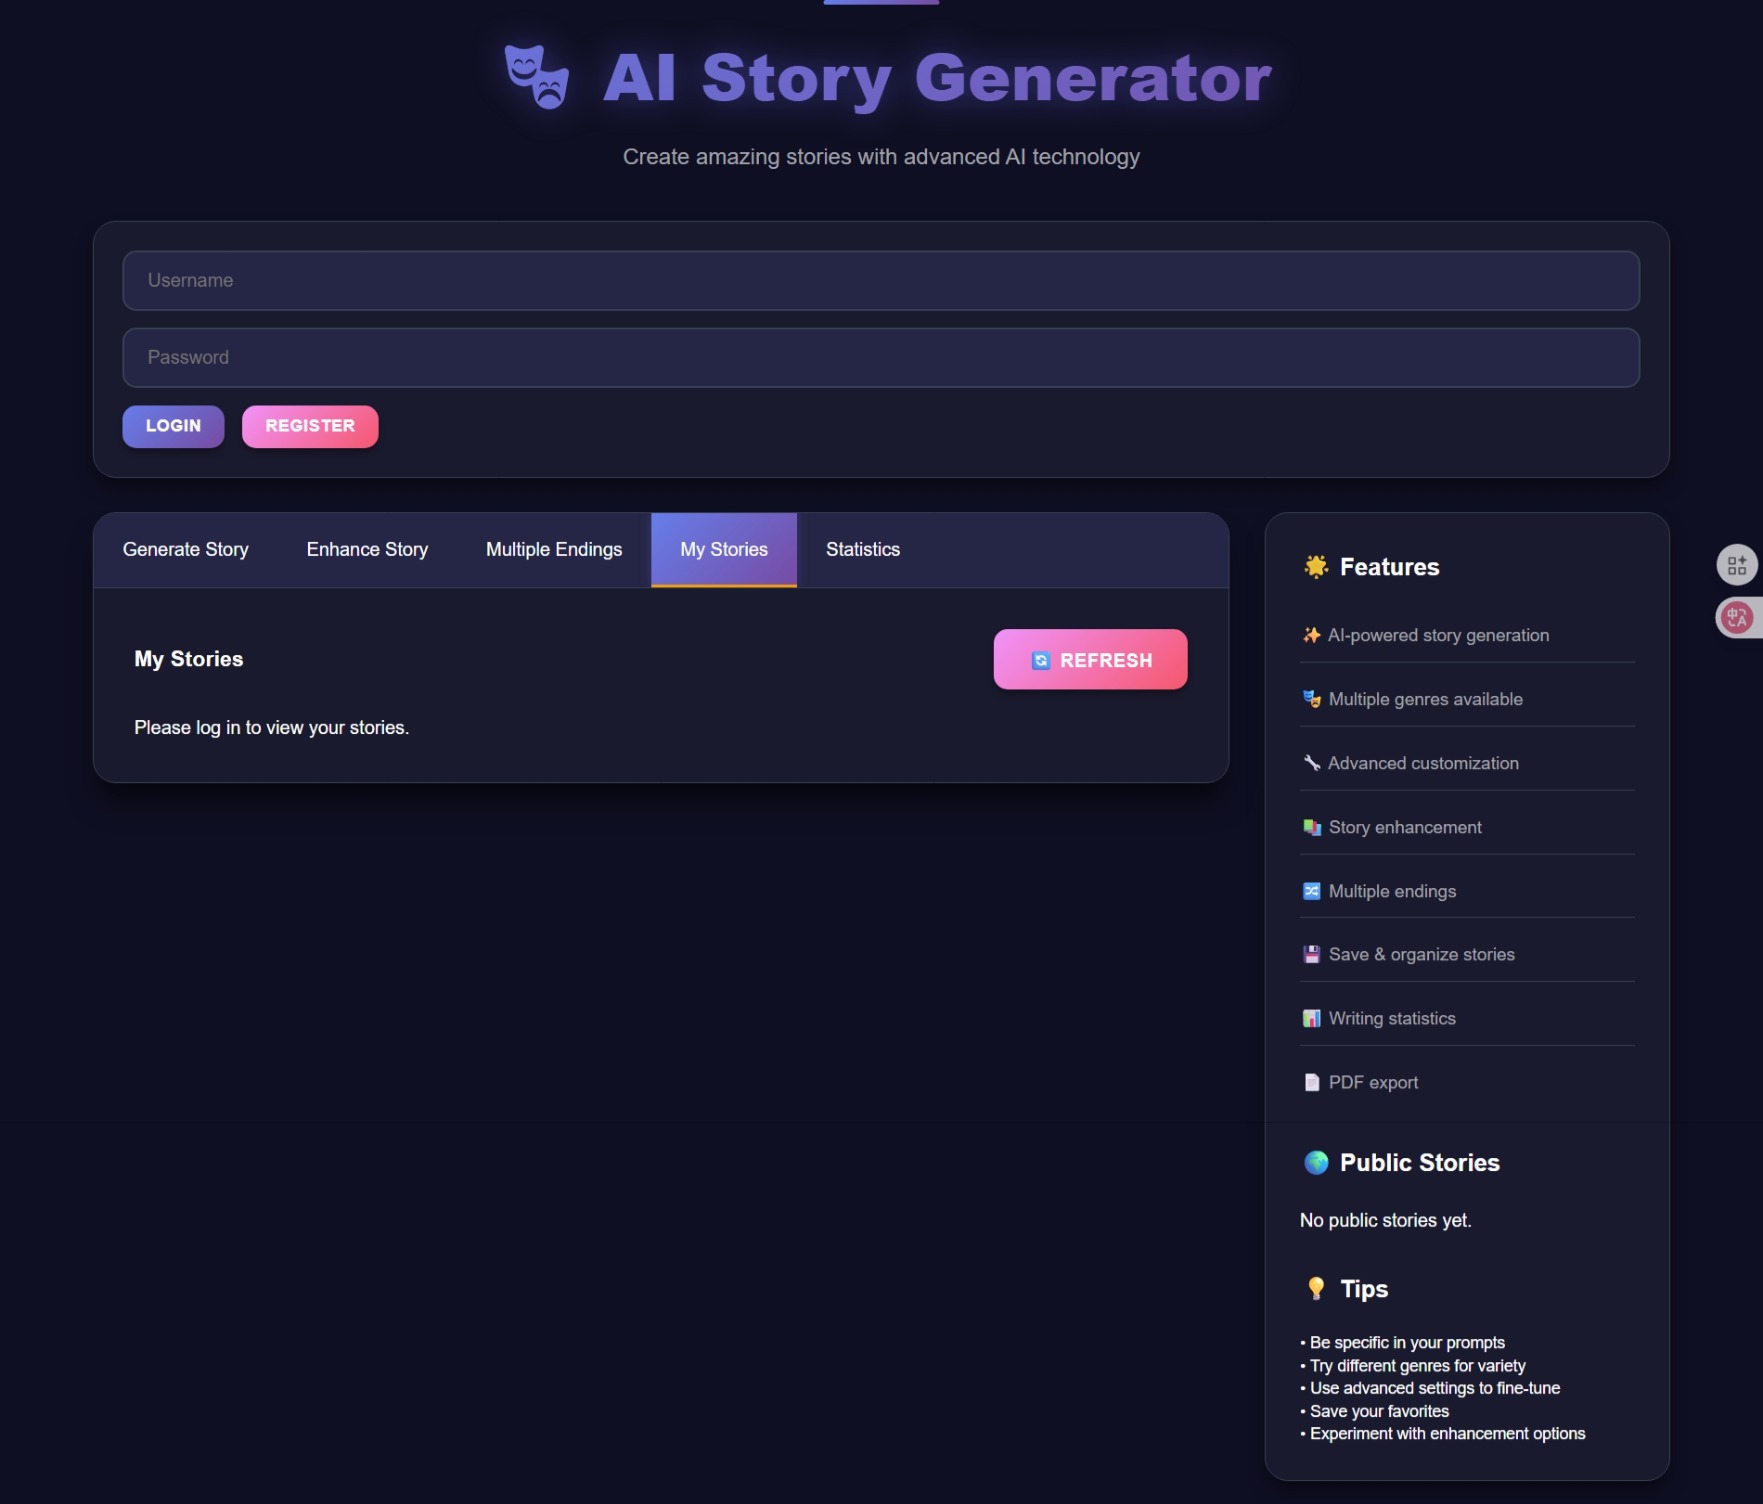 AI Story Generator
Create amazing stories with advanced AI technology
Username
Password
LOGIN
REGISTER
Generate Story
Enhance Story
Multiple Endings
My Stories
Statistics
My Stories
REFRESH
Please log in to view your stories.
Features
AI-powered story generation
Multiple genres available
Advanced customization
Story enhancement
Multiple endings
Save & organize stories
Writing statistics
PDF export
Public Stories
No public stories yet.
Tips
• Be specific in your prompts
• Try different genres for variety
• Use advanced settings to fine-tune
• Save your favorites
• Experiment with enhancement options
中A